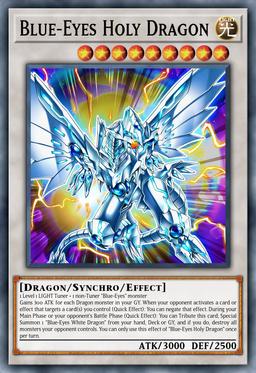 BLUE-EYES HOLY DRAGON
LIGHT
光
[DRAGON/SYNCHRO/EFFECT]
1 Level 1 LIGHT Tuner + 1 non-Tuner "Blue-Eyes" monster
Gains 300 ATK for each Dragon monster in your GY. When your opponent activates a card or
effect that targets a card(s) you control (Quick Effect): You can negate that effect. During your
Main Phase or your opponent's Battle Phase (Quick Effect): You can Tribute this card, Special
Summon 1 "Blue-Eyes White Dragon" from your hand, Deck or GY, and if you do, destroy all
monsters your opponent controls. You can only use this effect of "Blue-Eyes Holy Dragon" once
per turn.
ATK/3000 DEF/2500